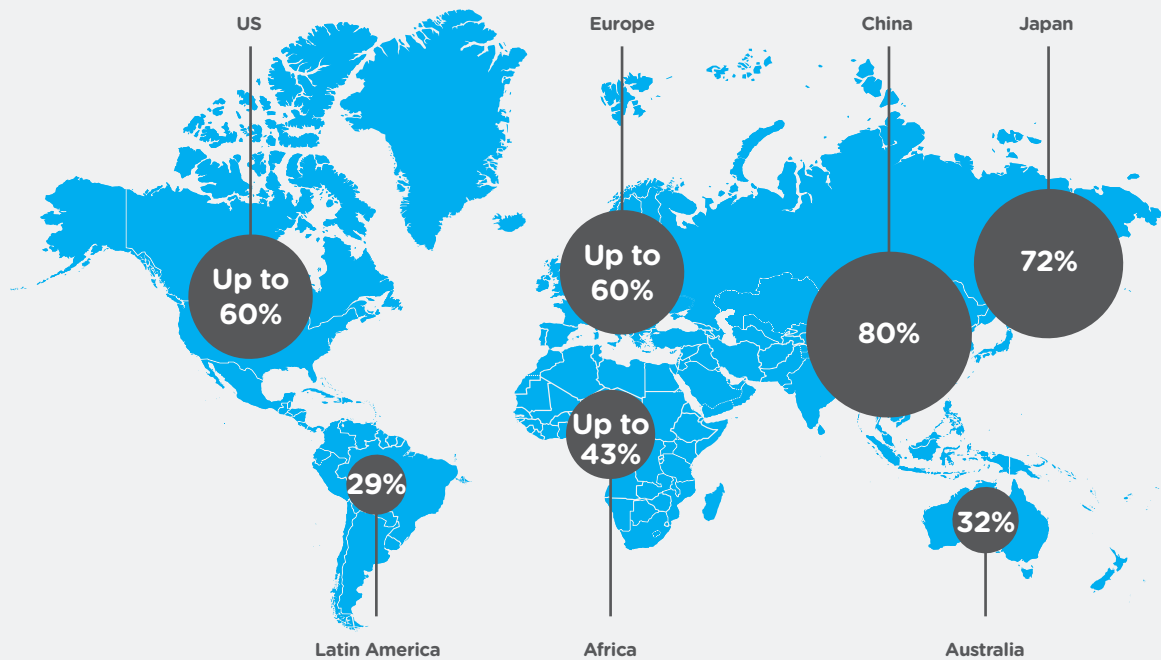 US
Europe
China
Japan
Up to
60%
Up to
60%
72%
80%
Up to
43%
29%
32%
Latin America
Africa
Australia